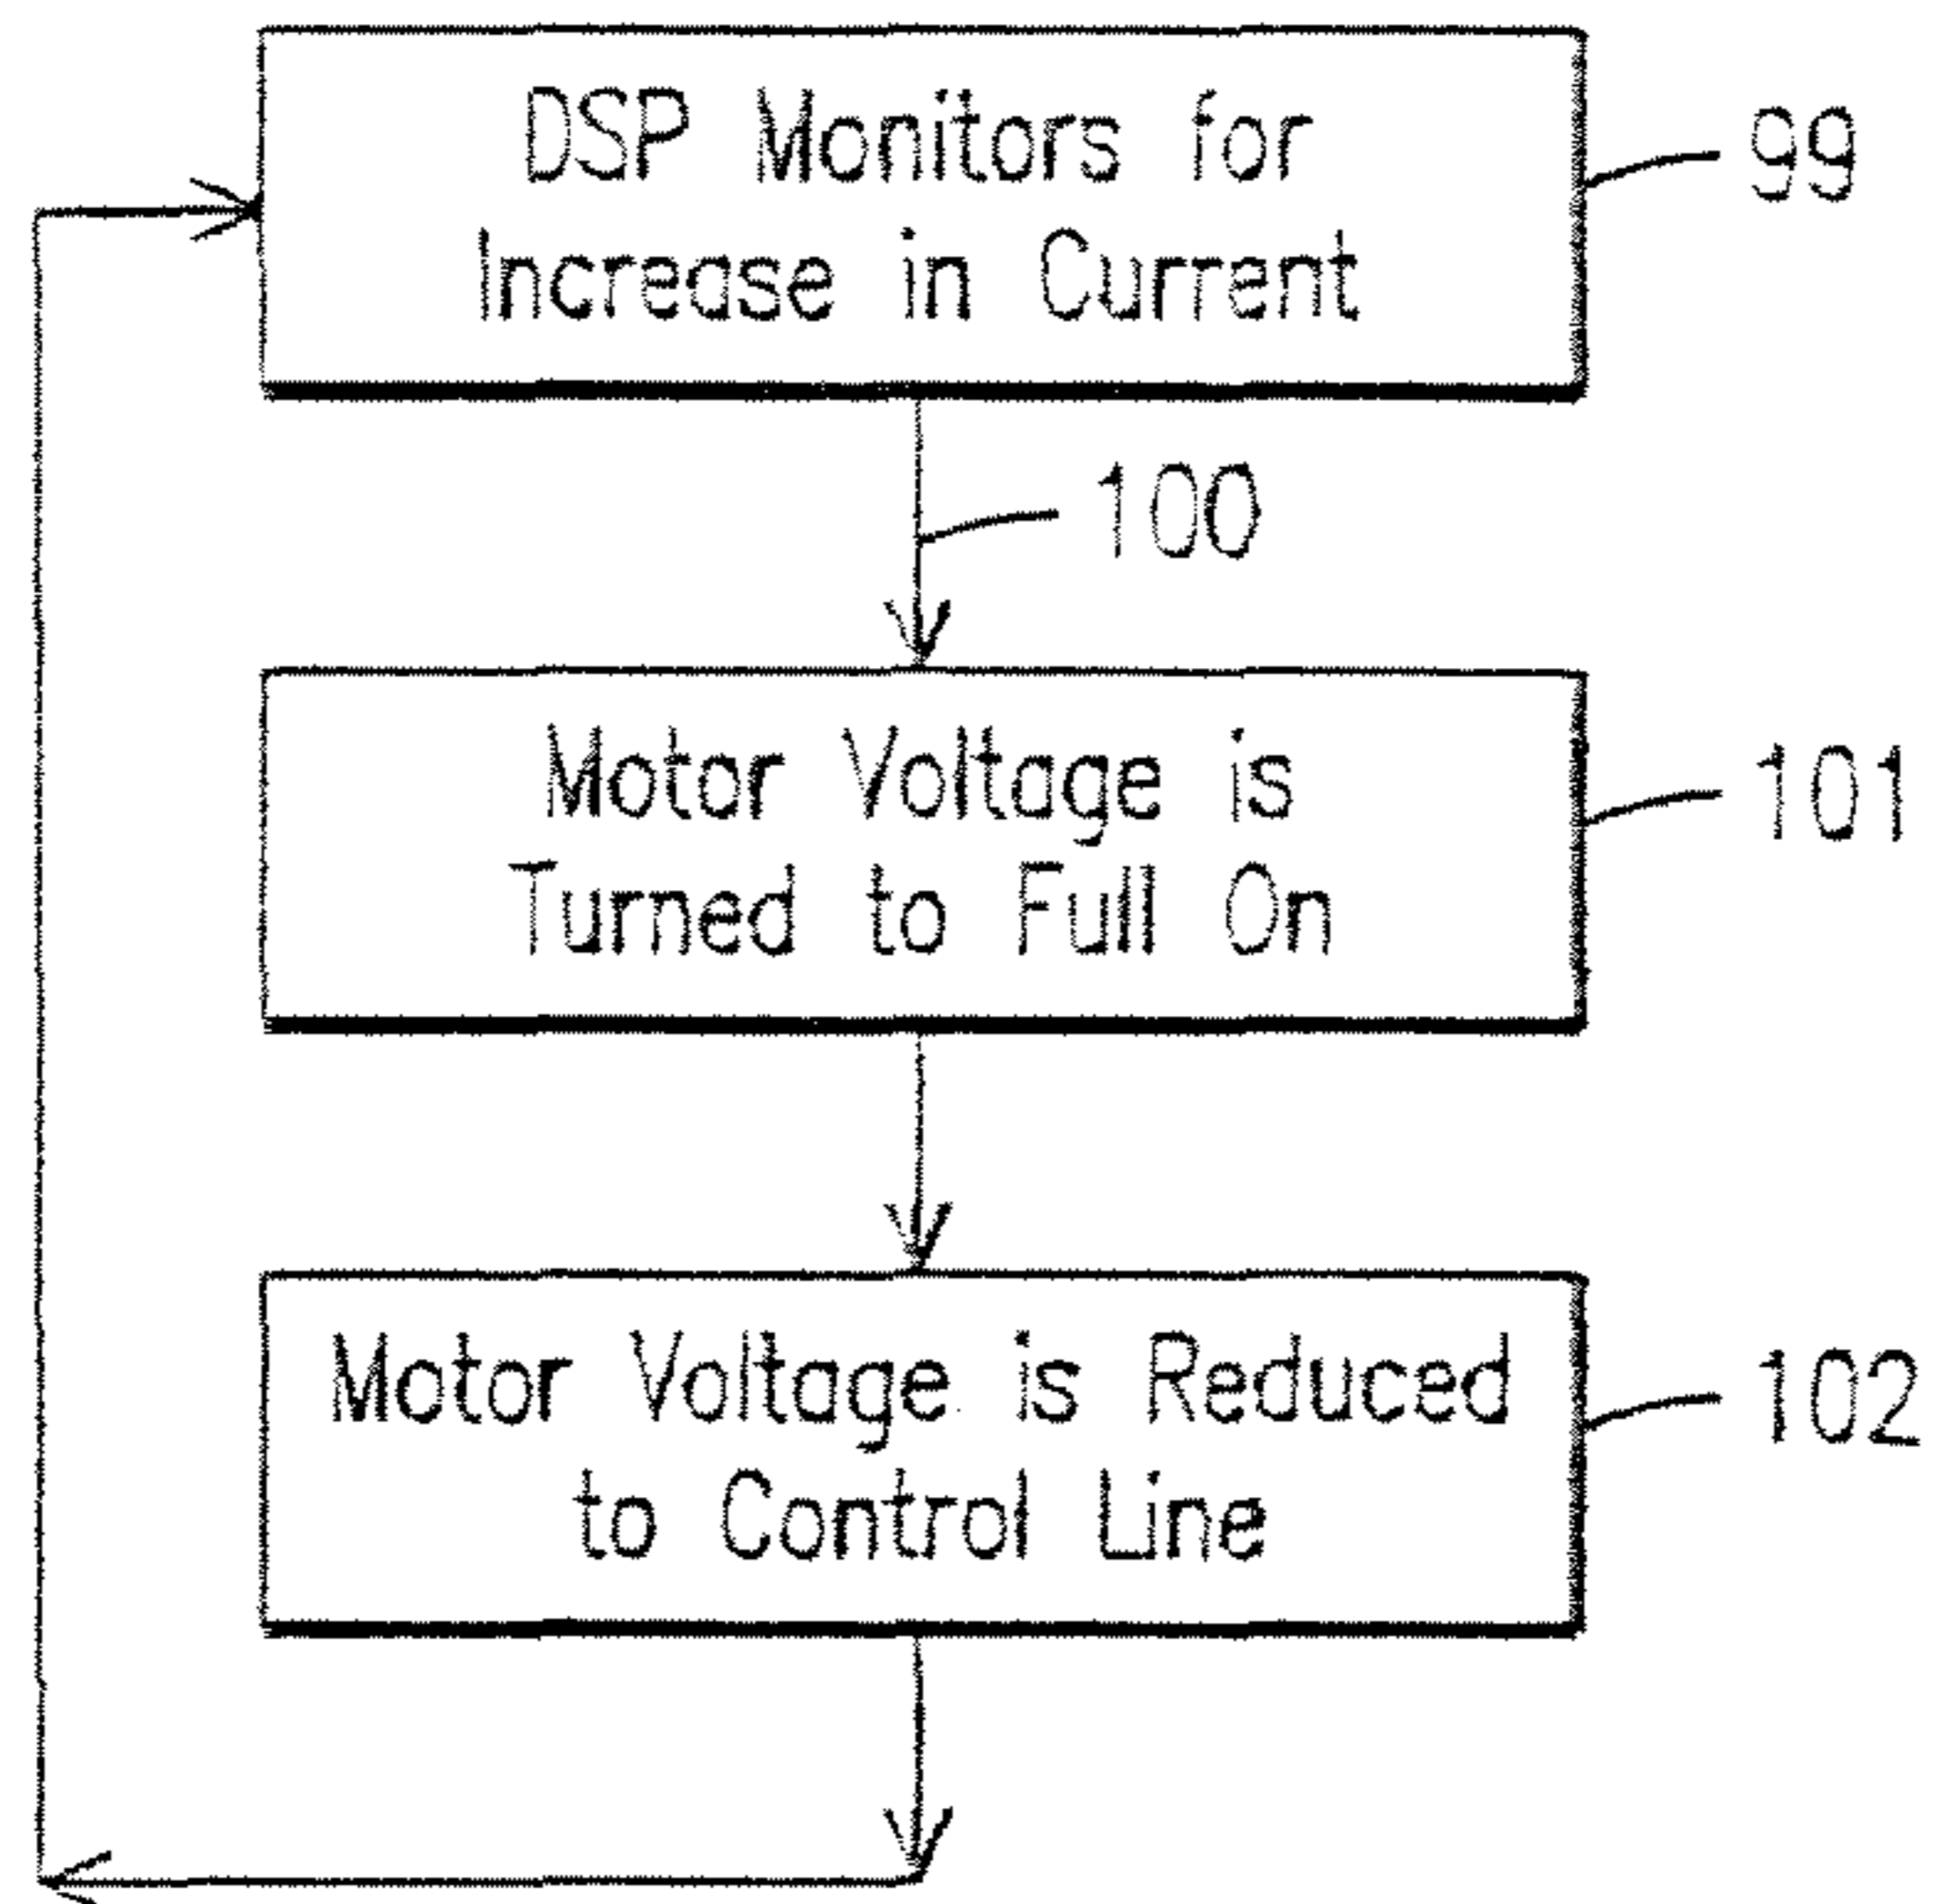 DSP Monitors for
Increase in Current
99
100
Motor Voltage is
Turned to Full On
101
Motor Voltage is Reduced
to Control Line
102